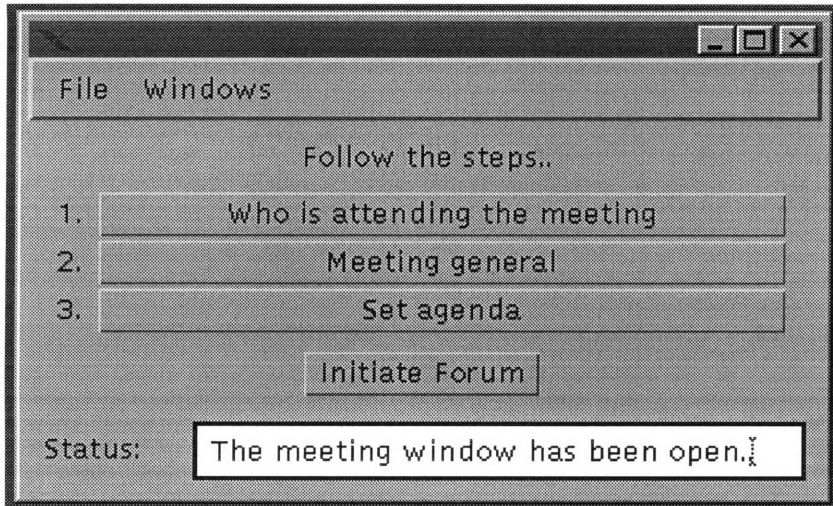 File Windows
Follow the steps..
1. Who is attending the meeting
2. Meeting general
3. Set agenda
Initiate Forum
Status: The meeting window has been open.